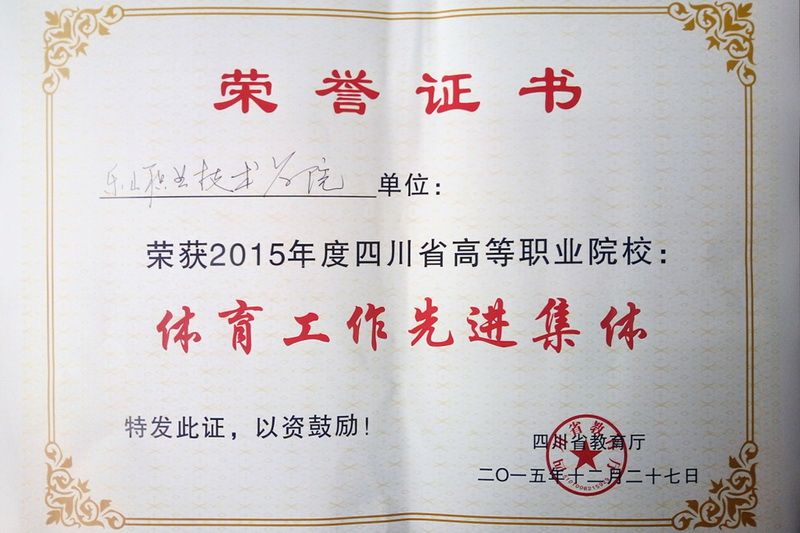 荣誉证书
乐山职业技术学院 单位：
荣获2015年度四川省高等职业院校：
体育工作先进集体
特发此证，以资鼓励！
四川省教育厅
二〇一五年十二月二十七日